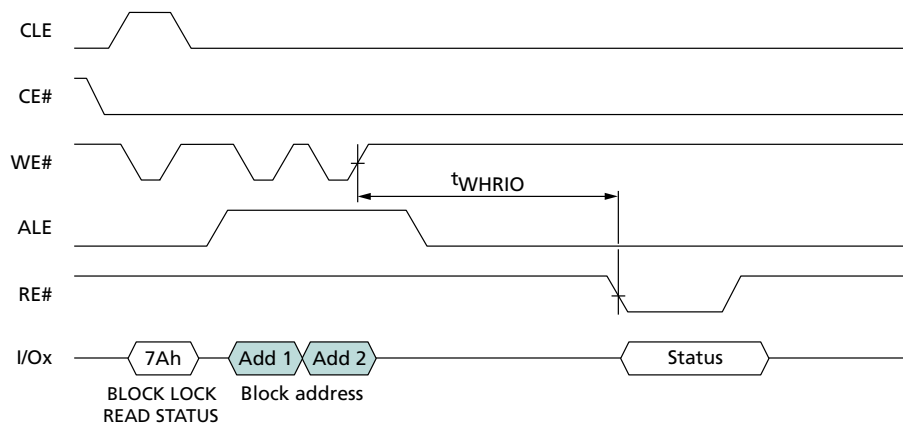 CLE
CE#
WE#
tWHRIO
ALE
RE#
I/Ox
7Ah
Add 1
Add 2
Status
BLOCK LOCK
READ STATUS
Block address